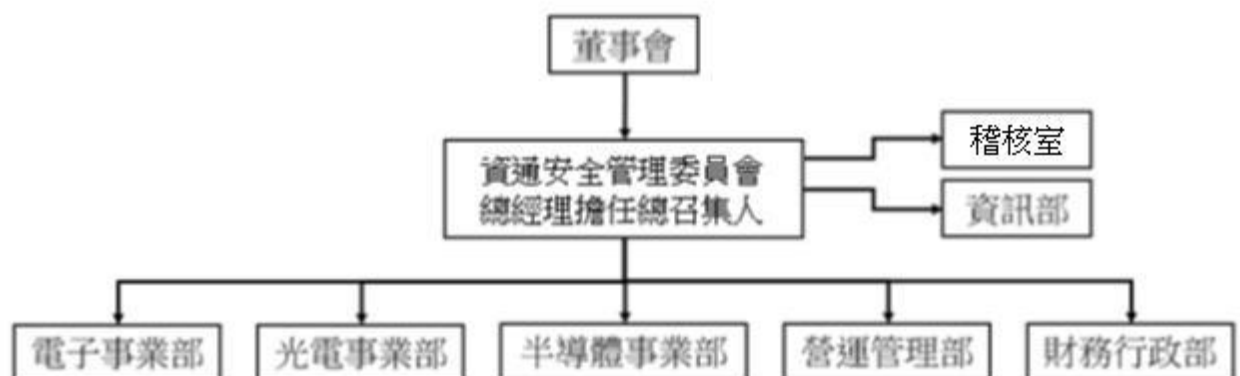 董事會
稽核室
資通安全管理委員會
總經理擔任總召集人
資訊部
電子事業部
光電事業部
半導體事業部
營運管理部
財務行政部